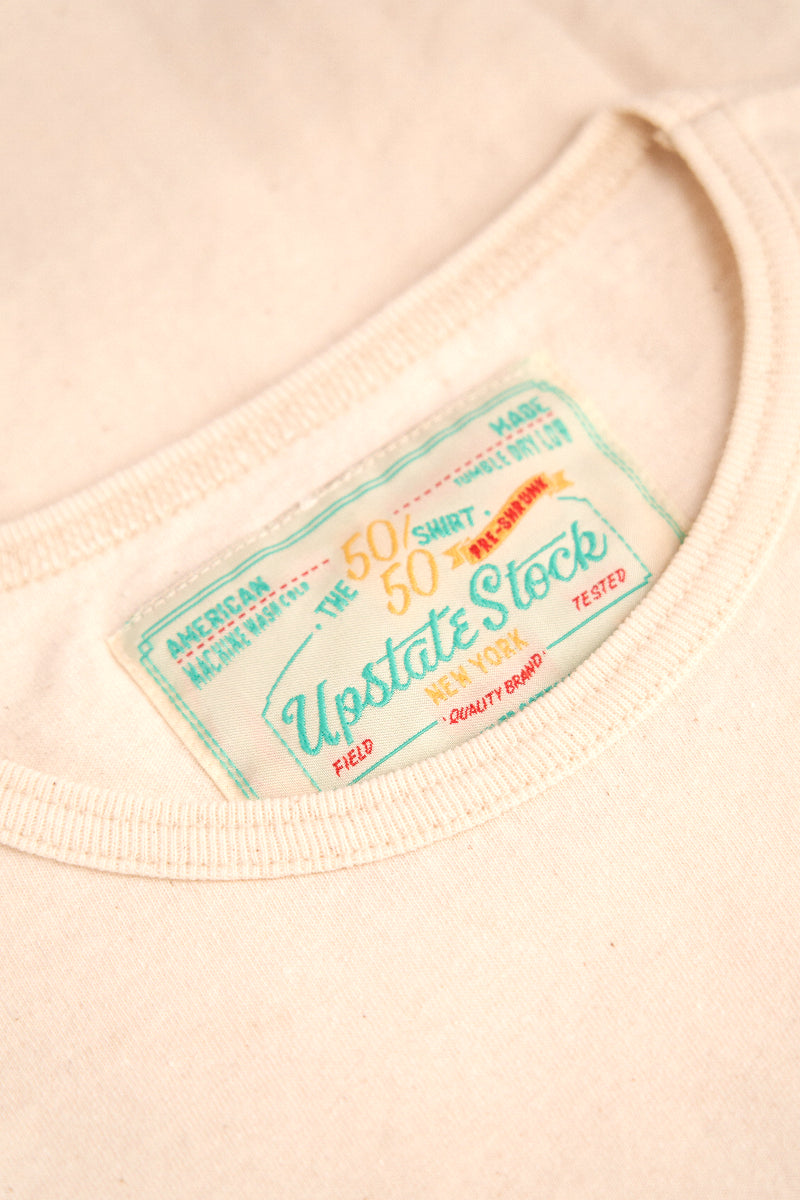 AMERICAN MADE
MACHINE WASH COLD TUMBLE DRY LOW
· THE 50/50 SHIRT ·
PRE-SHRUNK
Upstate Stock
NEW YORK
FIELD TESTED
· QUALITY BRAND ·